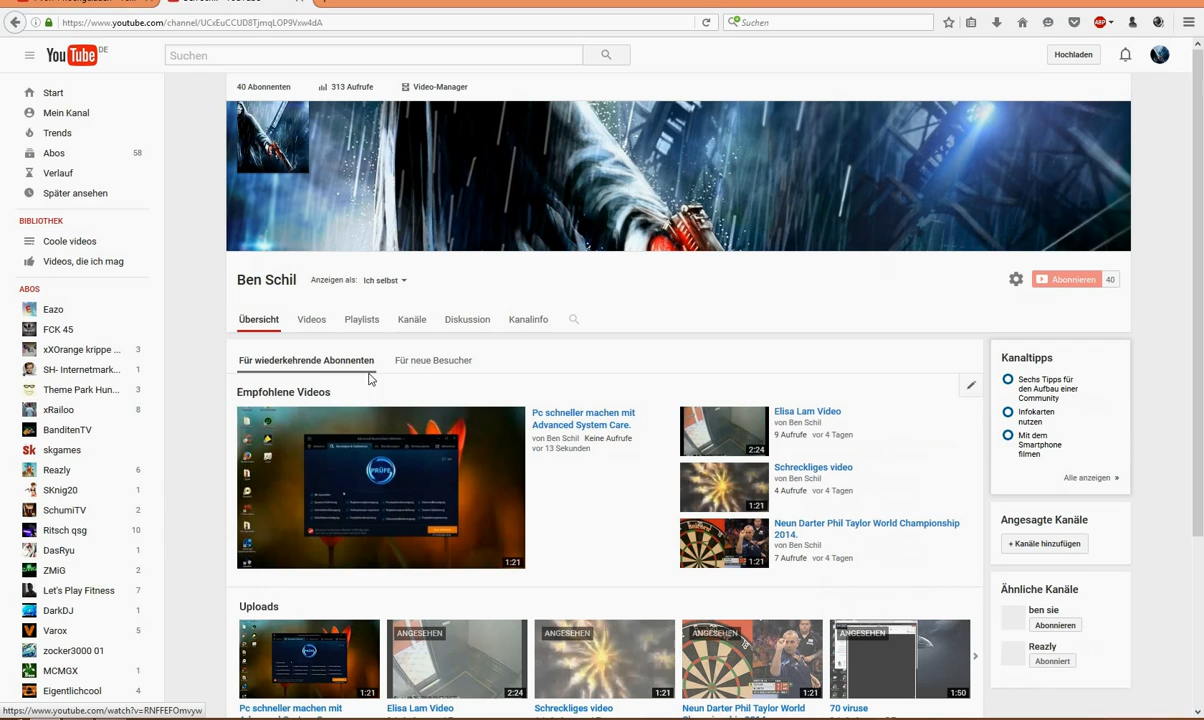 https://www.youtube.com/channel/UCxEuCCUD8TjmqLOP9Vxw4dA
Suchen
ABP
YouTube DE
Suchen
Hochladen
Start
Mein Kanal
Trends
Abos 58
Verlauf
Später ansehen
BIBLIOTHEK
Coole videos
Videos, die ich mag
ABOS
Eazo
FCK 45
xXOrange krippe ... 3
SH- Internetmark... 1
Theme Park Hun... 3
xRailoo 8
BanditenTV
sk skgames
Reazly 6
SKnig20 1
SchumiTV 2
Ritsch qsg 10
DasRyu 1
ZMiG 2
Let's Play Fitness 7
DarkDJ 1
Varox 1
zocker3000 01
MCMGX 1
Eigentlichcool 4
https://www.youtube.com/watch?v=RNFFEFOmvyw
40 Abonnenten 313 Aufrufe Video-Manager
Ben Schil Anzeigen als: Ich selbst
Abonnieren 40
Übersicht Videos Playlists Kanäle Diskussion Kanalinfo
Für wiederkehrende Abonnenten Für neue Besucher
Empfohlene Videos
PRÜFE
1:21
Pc schneller machen mit
Advanced System Care.
von Ben Schil Keine Aufrufe
vor 13 Sekunden
2:24
Elisa Lam Video
von Ben Schil
9 Aufrufe vor 4 Tagen
1:21
Schreckliges video
von Ben Schil
4 Aufrufe vor 4 Tagen
1:21
Neun Darter Phil Taylor World Championship
2014.
von Ben Schil
7 Aufrufe vor 4 Tagen
Uploads
1:21
ANGESEHEN 2:24
ANGESEHEN 1:21
ANGESEHEN 1:21
ANGESEHEN 1:50
Pc schneller machen mit
Elisa Lam Video
Schreckliges video
Neun Darter Phil Taylor World
70 viruse
Kanaltipps
Sechs Tipps für
den Aufbau einer
Community
Infokarten
nutzen
Mit dem
Smartphone
filmen
Alle anzeigen »
Angesagte Kanäle
+ Kanäle hinzufügen
Ähnliche Kanäle
ben sie
Abonnieren
Reazly
Abonniert